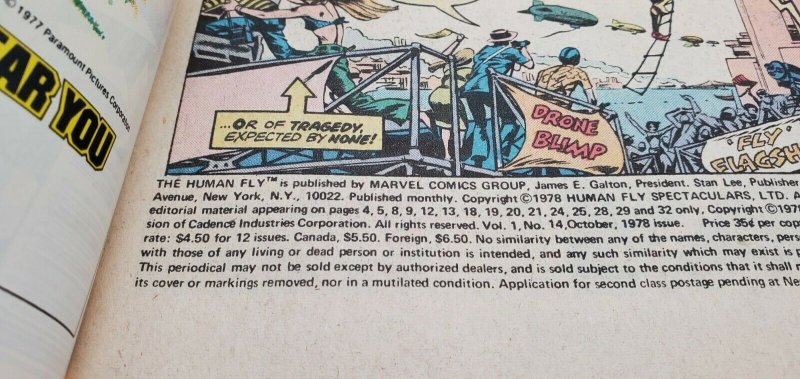 © 1977 Paramount Pictures Corporation
EAR YOU
...OR OF TRAGEDY.
EXPECTED BY NONE!
DRONE
BLIMP
"FLY"
FLAGSH
THE HUMAN FLY™ is published by MARVEL COMICS GROUP, James E. Galton, President. Stan Lee, Publisher
Avenue, New York, N.Y., 10022. Published monthly. Copyright ©1978 HUMAN FLY SPECTACULARS, LTD. A
editorial material appearing on pages 4, 5, 8, 9, 12, 13, 18, 19, 20, 21, 24, 25, 28, 29 and 32 only, Copyright ©197
sion of Cadence Industries Corporation. All rights reserved. Vol. 1, No. 14, October, 1978 issue. Price 35¢ per cop
rate: $4.50 for 12 issues. Canada, $5.50. Foreign, $6.50. No similarity between any of the names, characters, pers
with those of any living or dead person or institution is intended, and any such similarity which may exist is p
This periodical may not be sold except by authorized dealers, and is sold subject to the conditions that it shall n
its cover or markings removed, nor in a mutilated condition. Application for second class postage pending at Ne